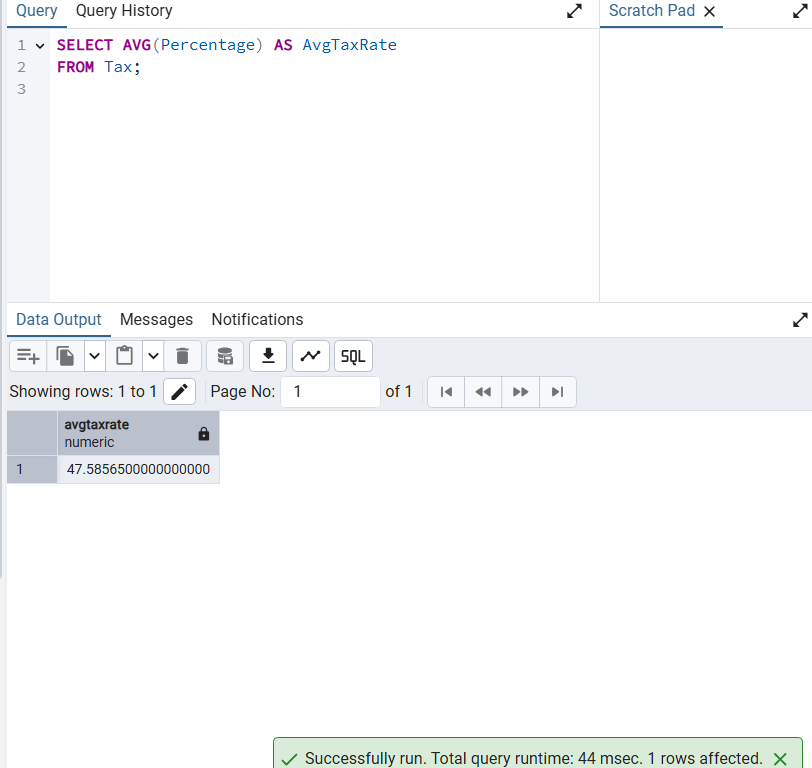 Query Query History Scratch Pad
1 SELECT AVG(Percentage) AS AvgTaxRate
2 FROM Tax;
3
Data Output Messages Notifications
SQL
Showing rows: 1 to 1 Page No: 1 of 1
avgtaxrate
numeric
1 47.5856500000000000
Successfully run. Total query runtime: 44 msec. 1 rows affected.